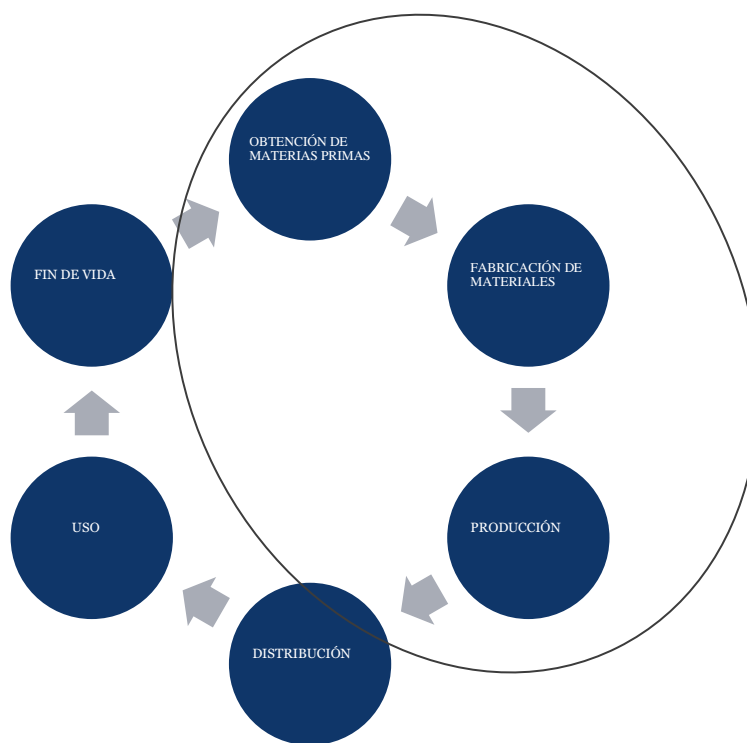 OBTENCIÓN DE
MATERIAS PRIMAS
FABRICACIÓN DE
MATERIALES
PRODUCCIÓN
DISTRIBUCIÓN
USO
FIN DE VIDA